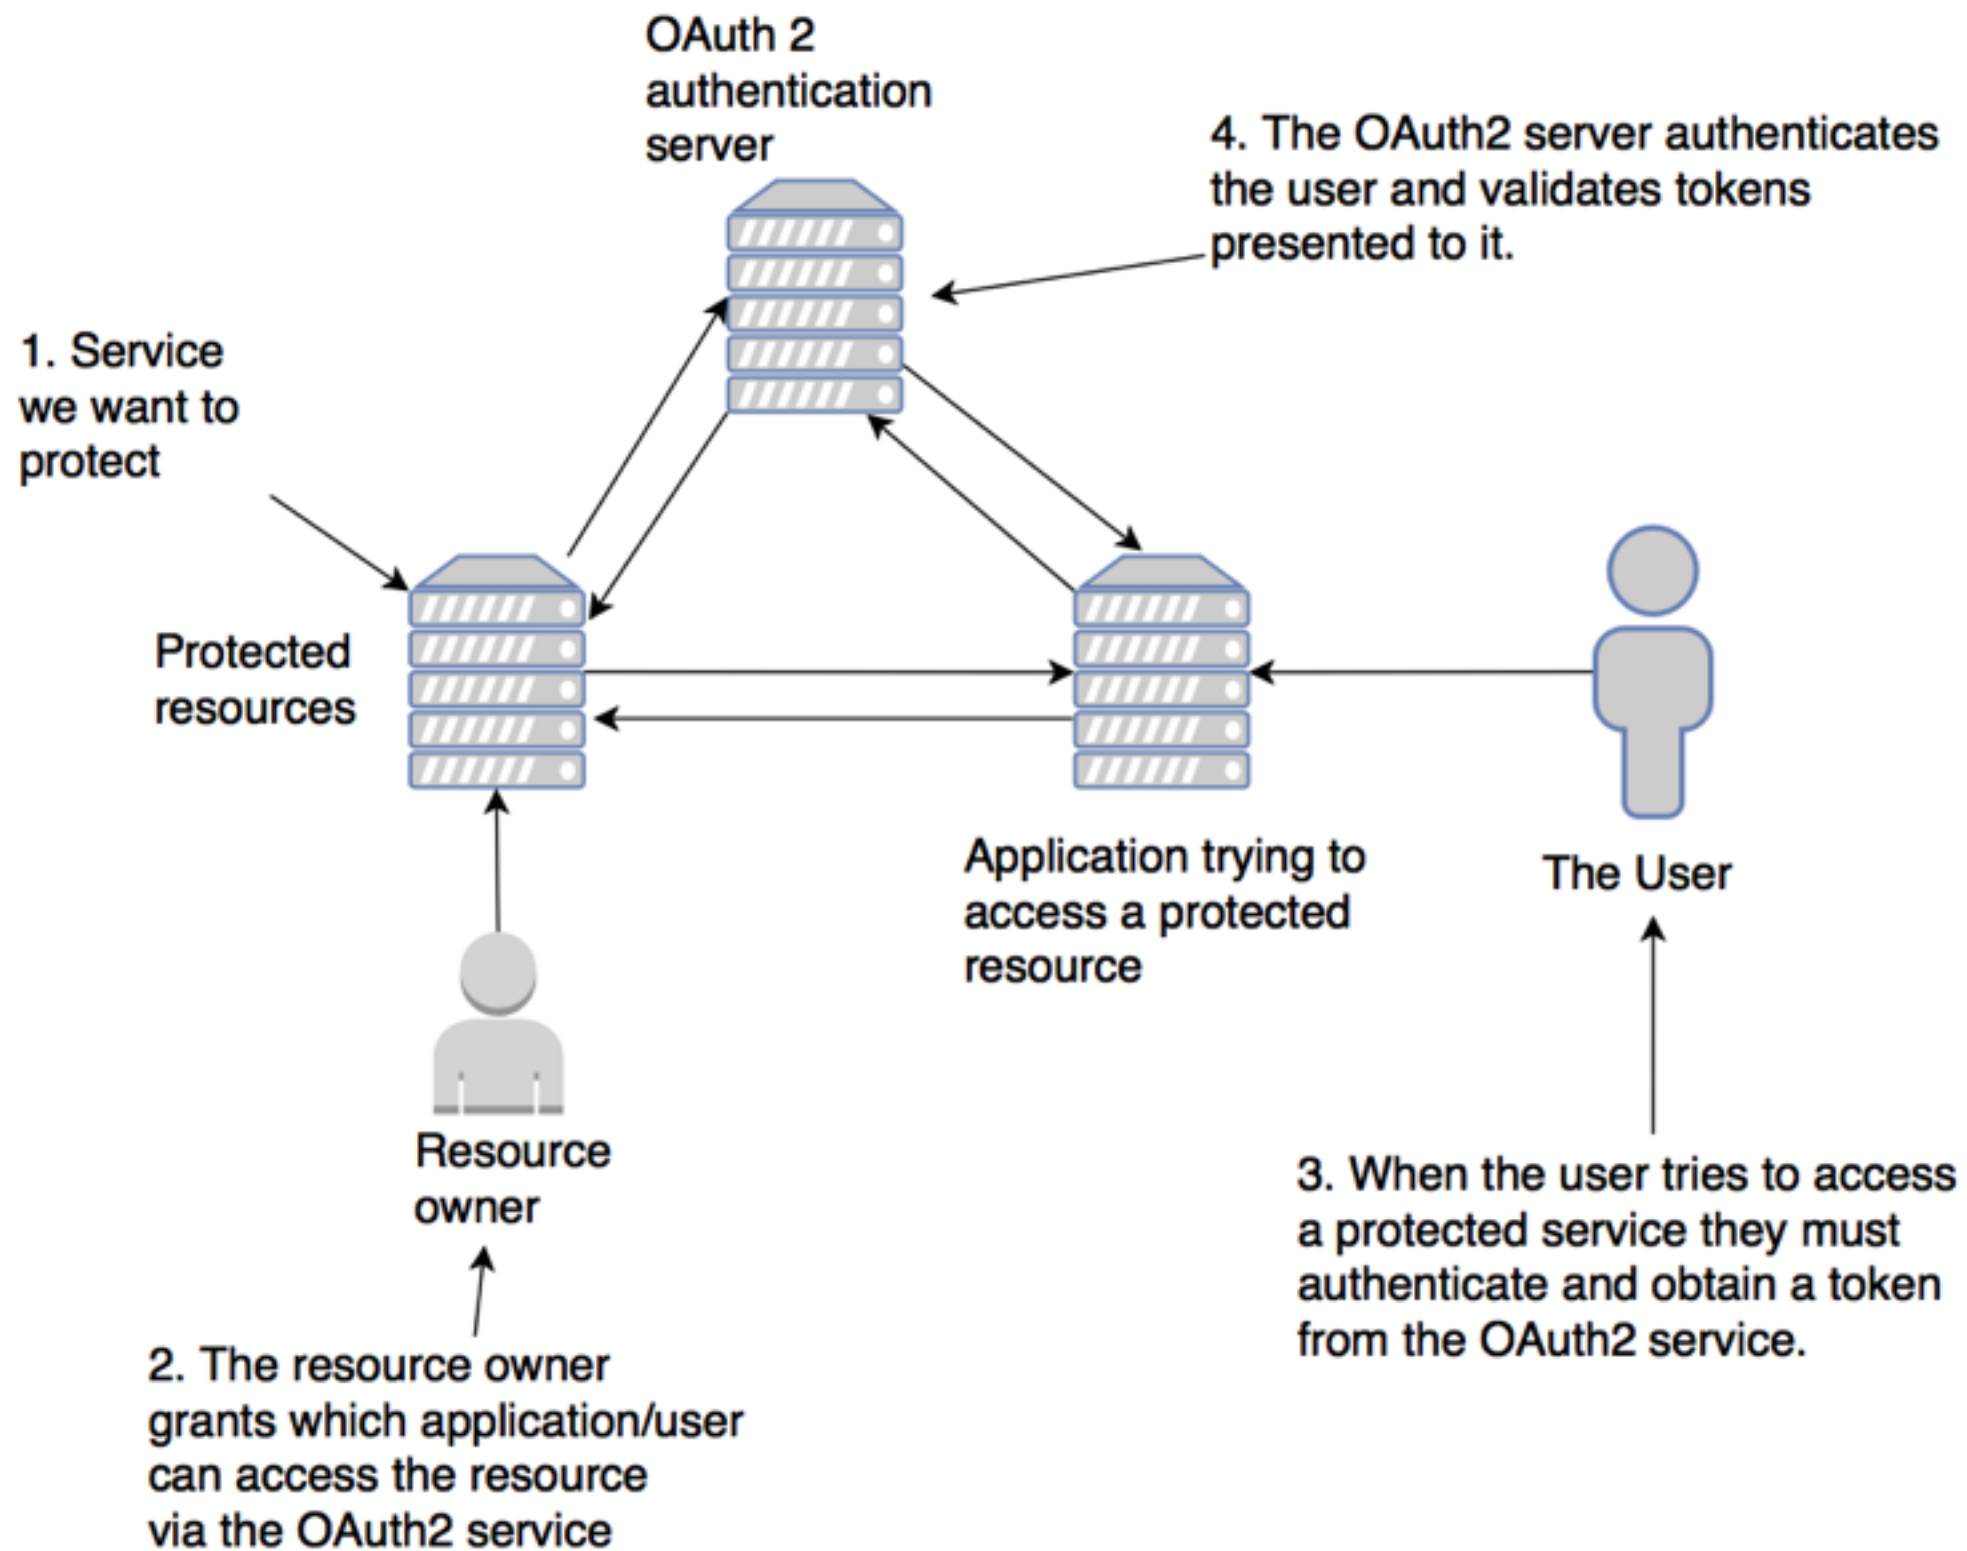 OAuth 2
authentication
server
4. The OAuth2 server authenticates
the user and validates tokens
presented to it.
1. Service
we want to
protect
Protected
resources
Application trying to
access a protected
resource
The User
Resource
owner
3. When the user tries to access
a protected service they must
authenticate and obtain a token
from the OAuth2 service.
2. The resource owner
grants which application/user
can access the resource
via the OAuth2 service